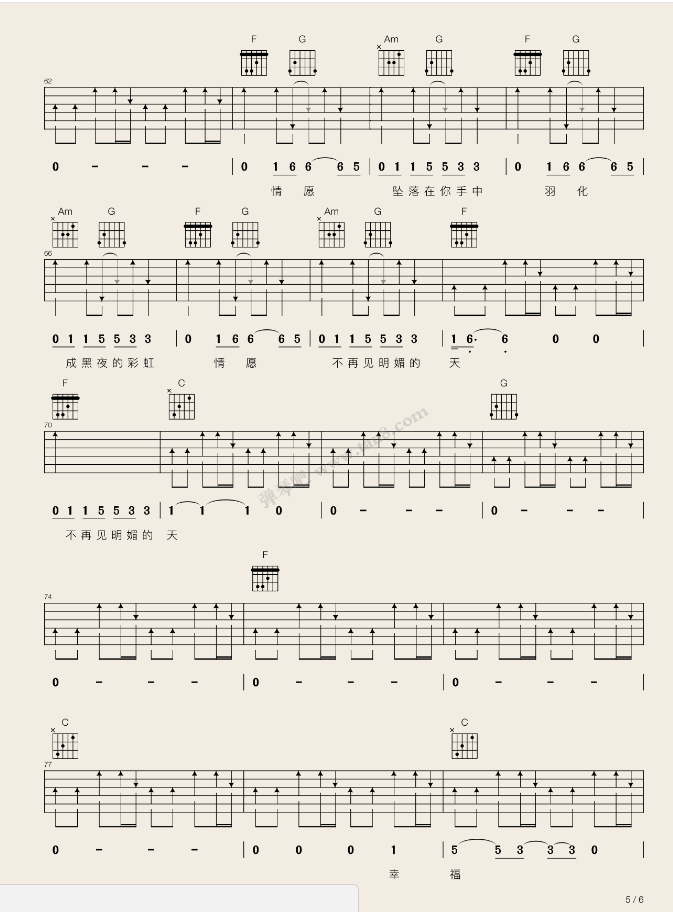 F G Am G F G
62
0 - - - | 0 1 6 6 6 5 | 0 1 1 5 5 3 3 | 0 1 6 6 6 5 |
情 愿 坠 落 在 你 手 中 羽 化
Am G F G Am G F
66
0 1 1 5 5 3 3 | 0 1 6 6 6 5 | 0 1 1 5 5 3 3 | 1 6 6 0 0 |
成 黑 夜 的 彩 虹 情 愿 不 再 见 明 媚 的 天
F C G
70
0 1 1 5 5 3 3 | 1 1 1 0 | 0 - - - | 0 - - - |
不 再 见 明 媚 的 天
弹琴吧 www.tan8.com
F
74
0 - - - | 0 - - - | 0 - - - |
C C
77
0 - - - | 0 0 0 1 | 5 5 3 3 3 0 |
幸 福
5 / 6